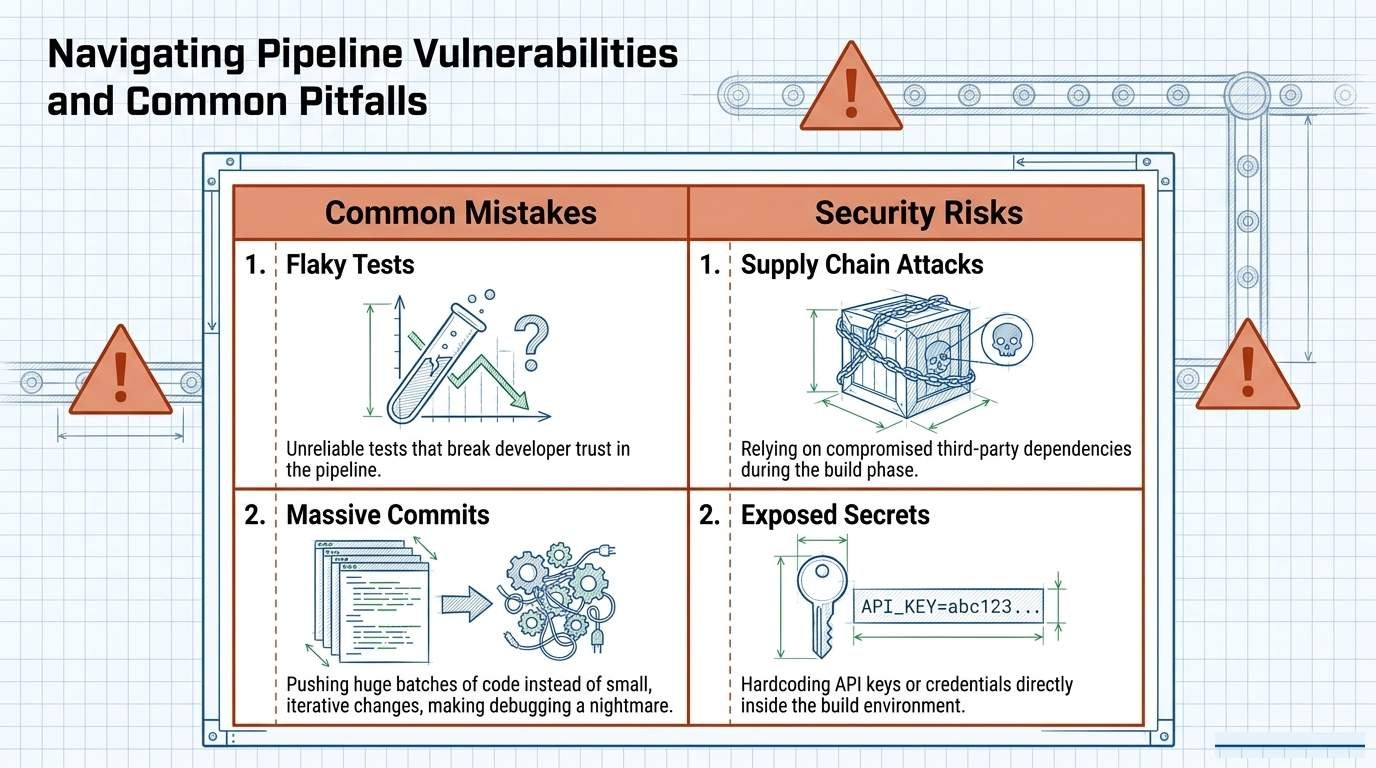 Navigating Pipeline Vulnerabilities
and Common Pitfalls
Common Mistakes
Security Risks
1. Flaky Tests
?
Unreliable tests that break developer trust in
the pipeline.
1. Supply Chain Attacks
Relying on compromised third-party dependencies
during the build phase.
2. Massive Commits
Pushing huge batches of code instead of small,
iterative changes, making debugging a nightmare.
2. Exposed Secrets
API_KEY=abc123...
Hardcoding API keys or credentials directly
inside the build environment.